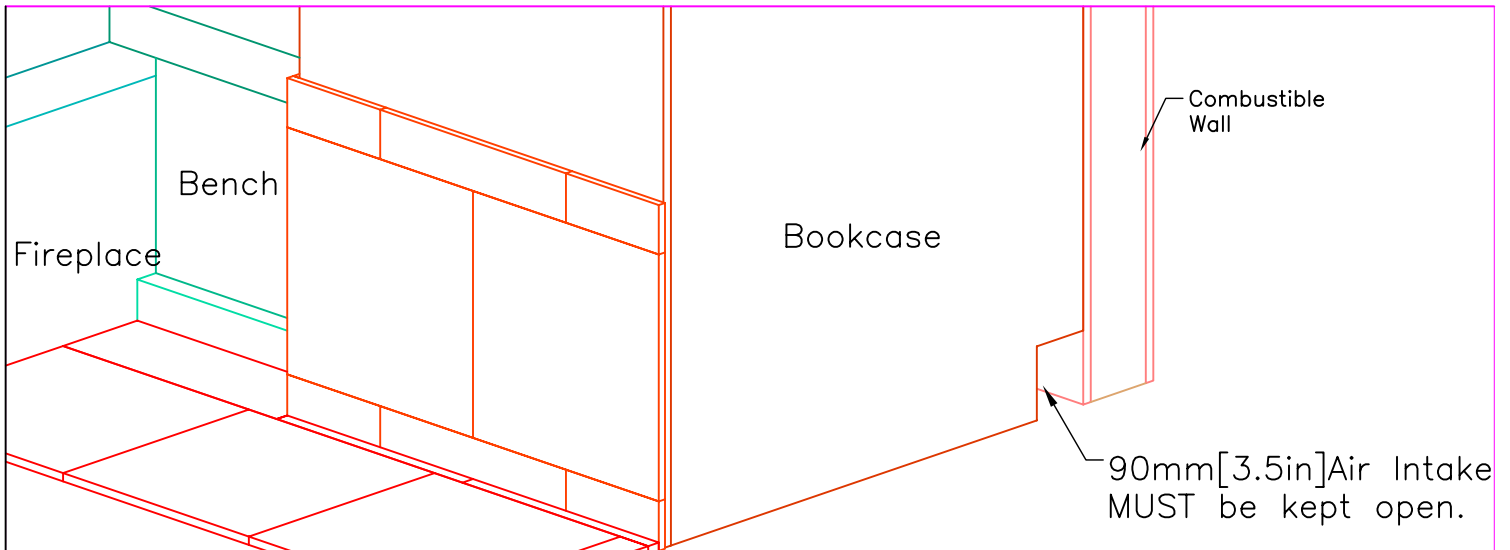 Combustible
Wall
Bench
Bookcase
Fireplace
90mm[3.5in]Air Intake
MUST be kept open.